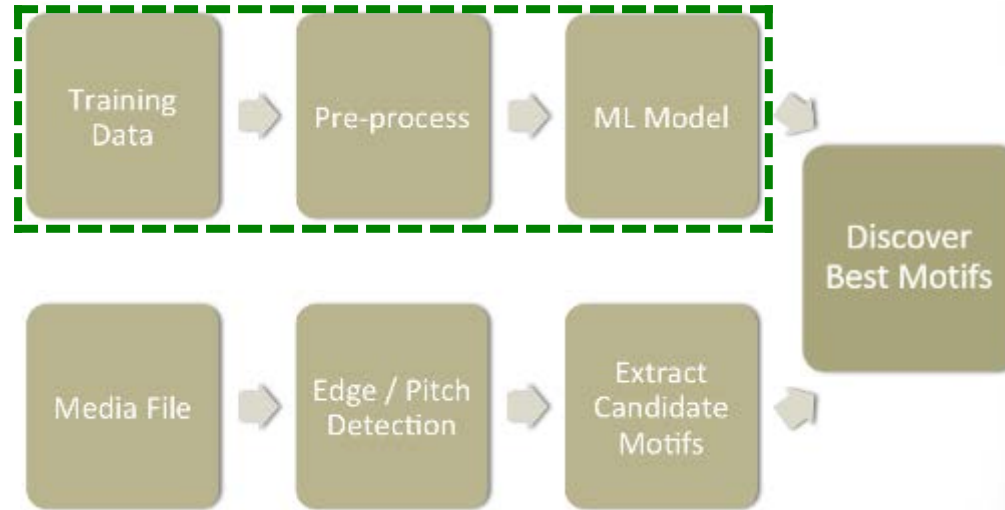 Training
Data
Pre-process
ML Model
Discover
Best Motifs
Media File
Edge / Pitch
Detection
Extract
Candidate
Motifs